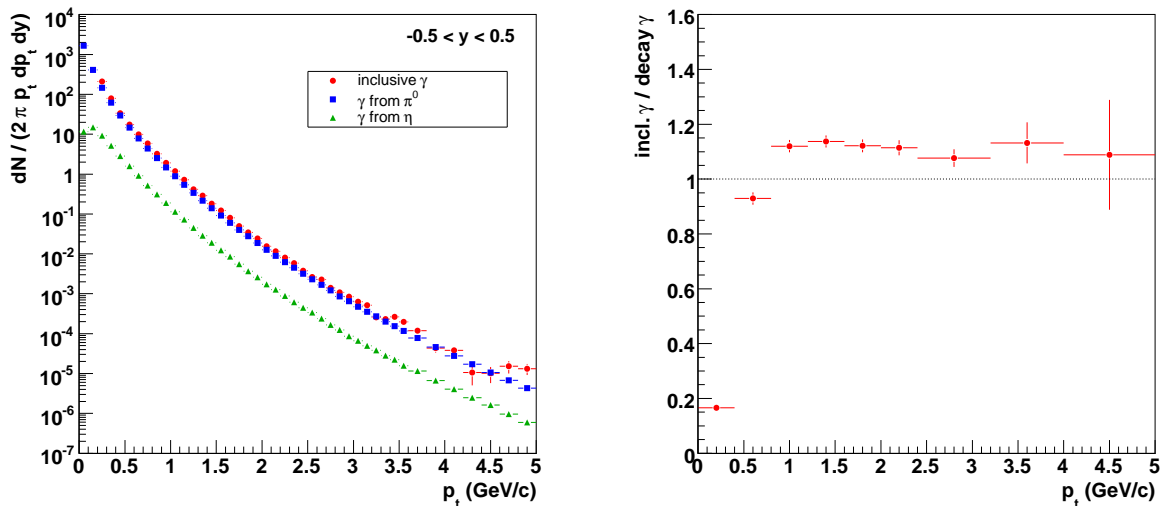 dN / (2 π p_t dp_t dy)
10^4
10^3
10^2
10
1
10^-1
10^-2
10^-3
10^-4
10^-5
10^-6
10^-7
-0.5 < y < 0.5
inclusive γ
γ from π^0
γ from η
0 0.5 1 1.5 2 2.5 3 3.5 4 4.5 5
p_t (GeV/c)
incl. γ / decay γ
1.6
1.4
1.2
1
0.8
0.6
0.4
0.2
0
0 0.5 1 1.5 2 2.5 3 3.5 4 4.5 5
p_t (GeV/c)